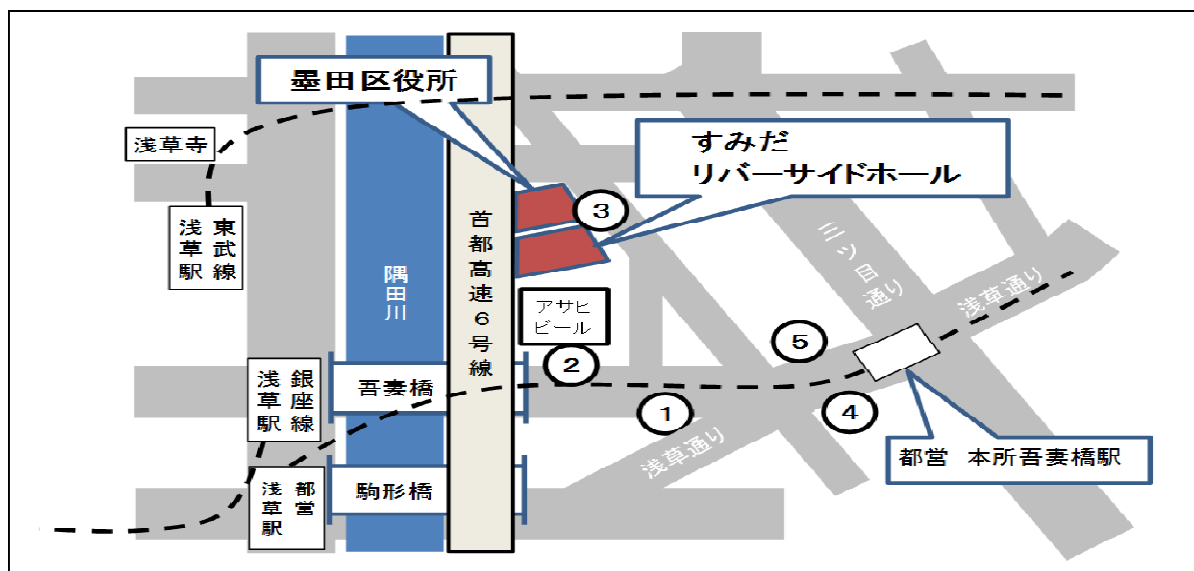 墨田区役所
すみだ
リバーサイドホール
浅草寺
東武線
浅草駅
首都高速6号線
隅田川
三ツ目
通り
浅草通り
アサヒ
ビール
③
②
⑤
①
④
銀座線
浅草駅
吾妻橋
浅草通り
都営 本所吾妻橋駅
都営
浅草駅
駒形橋